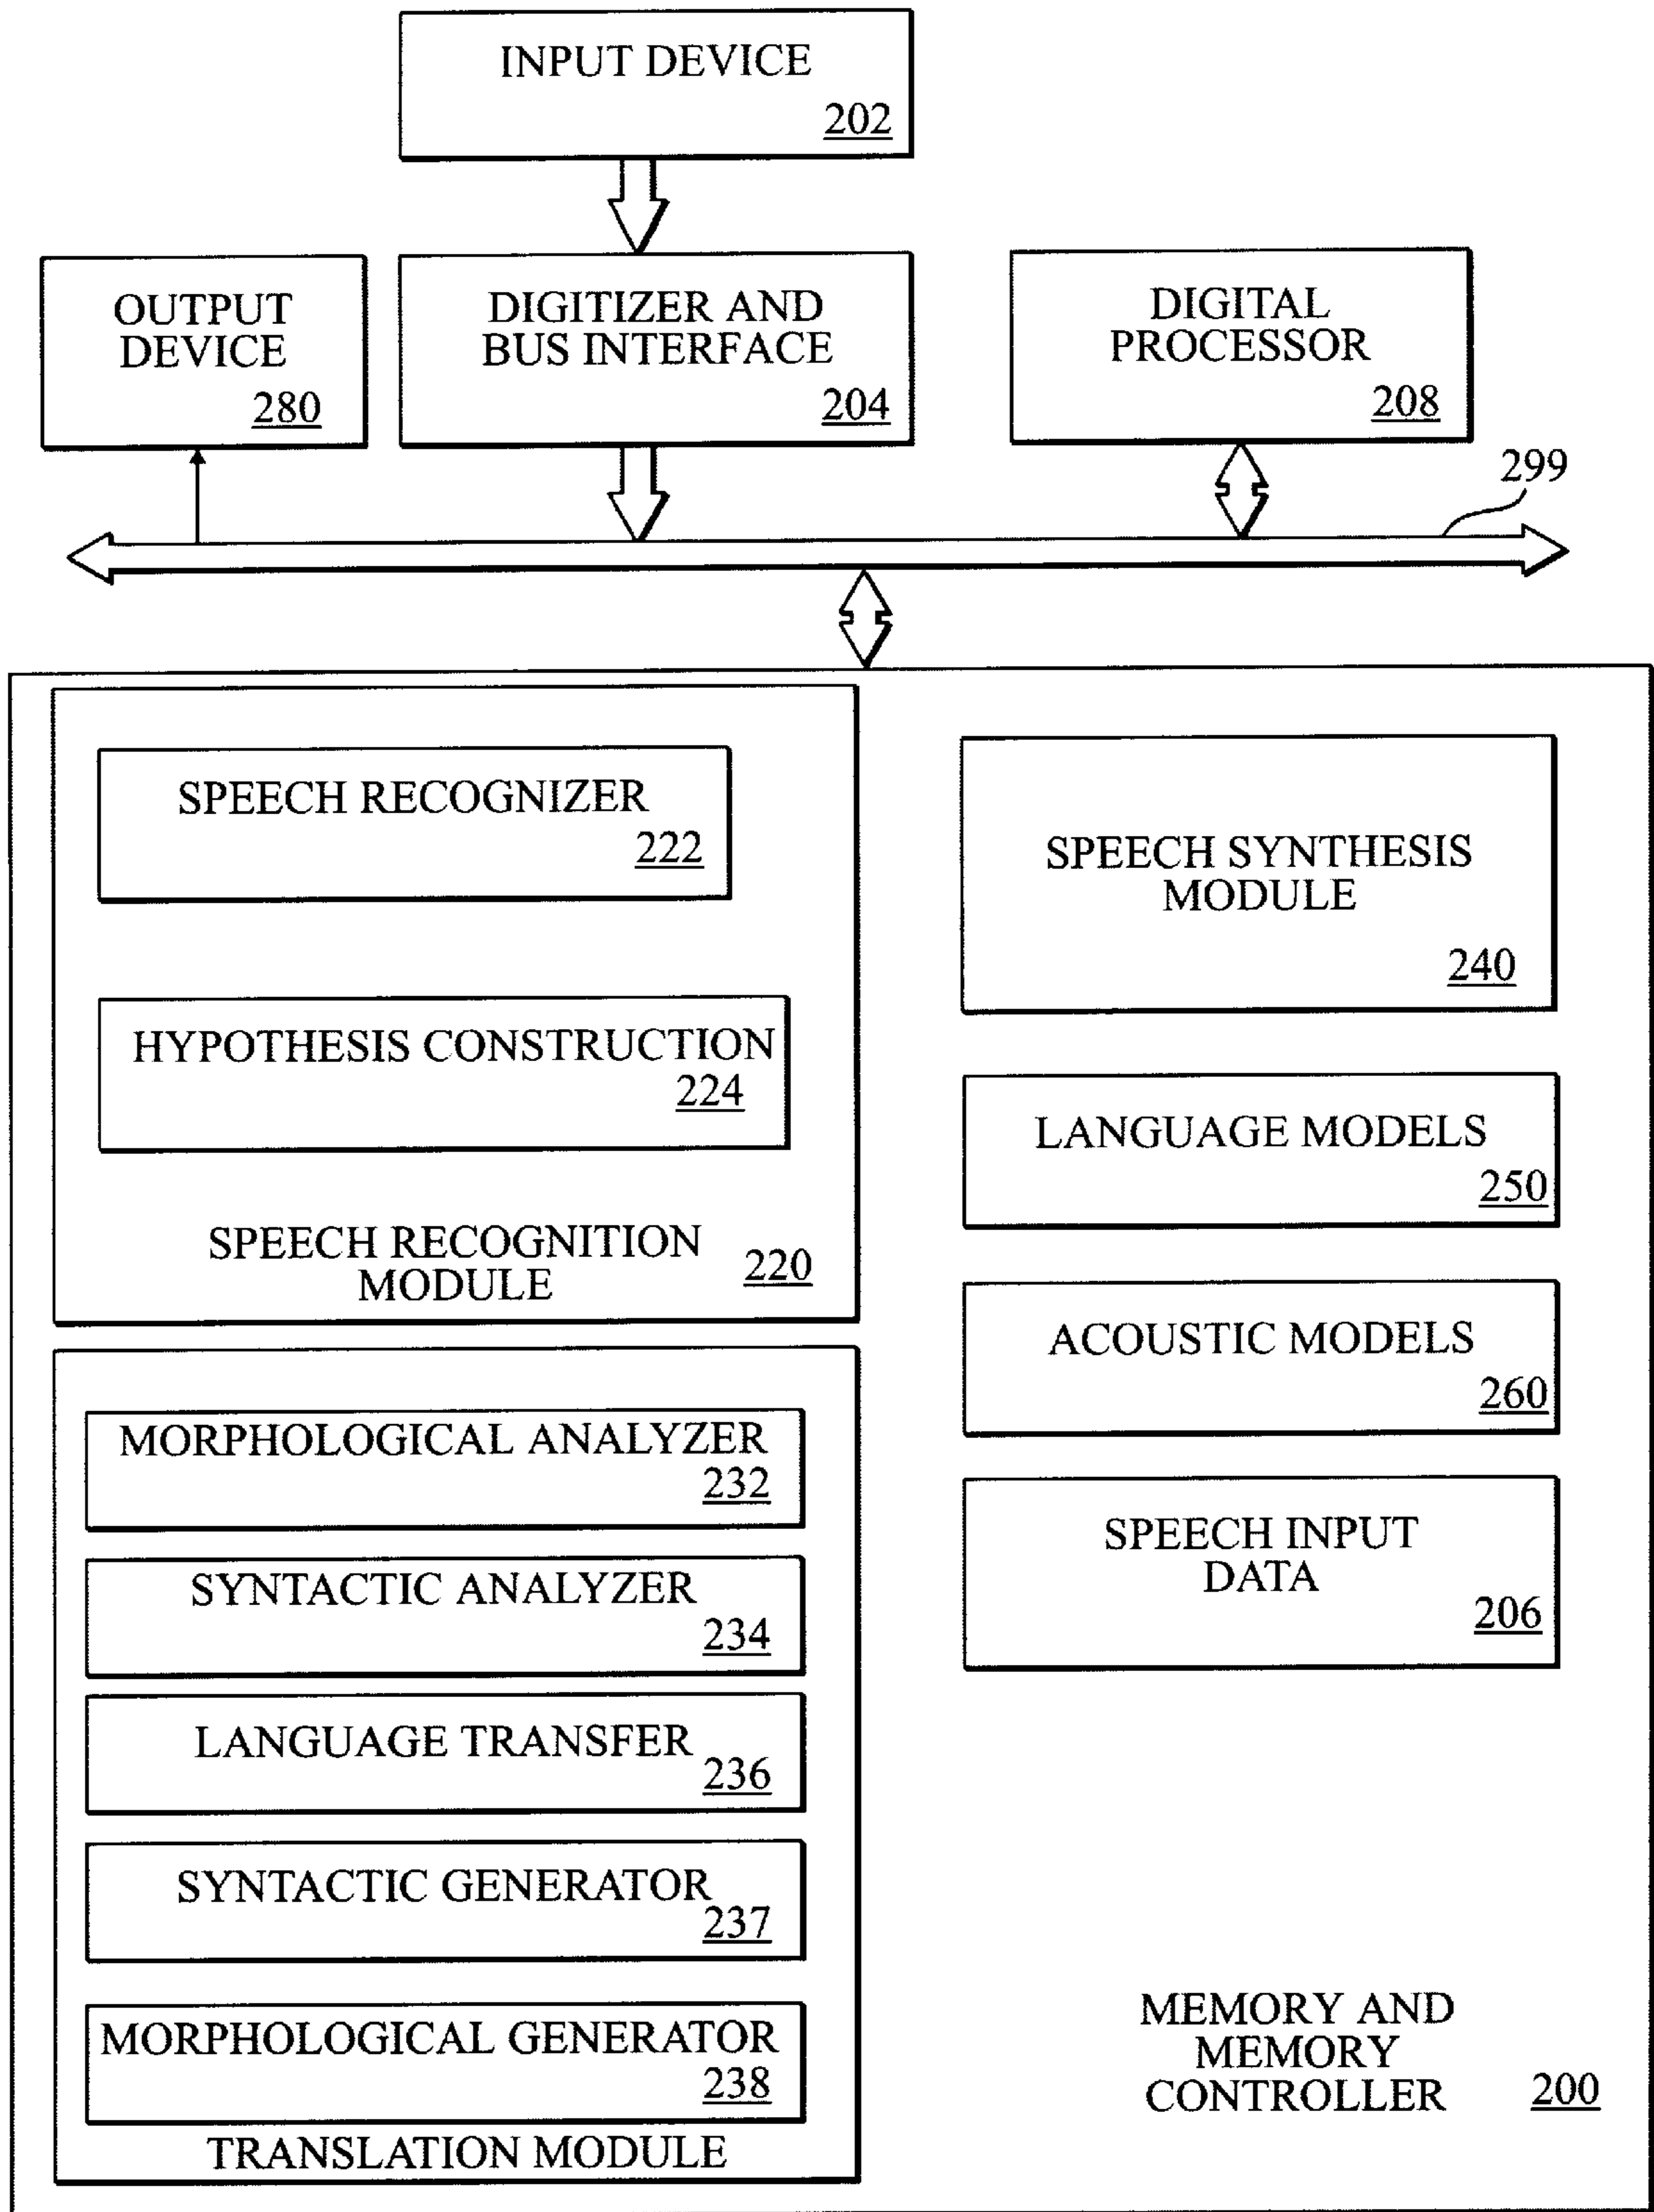 INPUT DEVICE
202
OUTPUT
DEVICE
280
DIGITIZER AND
BUS INTERFACE
204
DIGITAL
PROCESSOR
208
299
SPEECH RECOGNIZER
222
HYPOTHESIS CONSTRUCTION
224
SPEECH RECOGNITION
MODULE
220
MORPHOLOGICAL ANALYZER
232
SYNTACTIC ANALYZER
234
LANGUAGE TRANSFER
236
SYNTACTIC GENERATOR
237
MORPHOLOGICAL GENERATOR
238
TRANSLATION MODULE
SPEECH SYNTHESIS
MODULE
240
LANGUAGE MODELS
250
ACOUSTIC MODELS
260
SPEECH INPUT
DATA
206
MEMORY AND
MEMORY
CONTROLLER
200